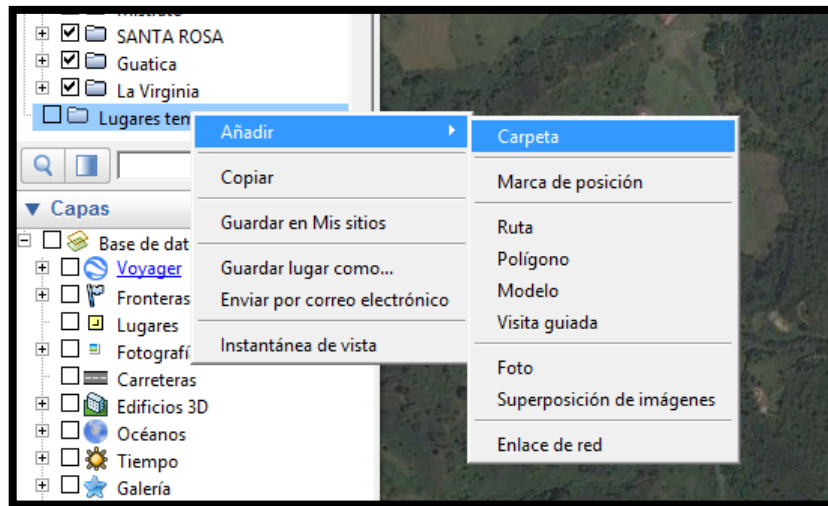 SANTA ROSA
Guatica
La Virginia
Lugares
Añadir
Copiar
Guardar en Mis sitios
Guardar lugar como...
Enviar por correo electrónico
Instantánea de vista
Carpeta
Marca de posición
Ruta
Polígono
Modelo
Visita guiada
Foto
Superposición de imágenes
Enlace de red
Capas
Base de dat
Voyager
Fronteras
Lugares
Fotografí
Carreteras
Edificios 3D
Océanos
Tiempo
Galería